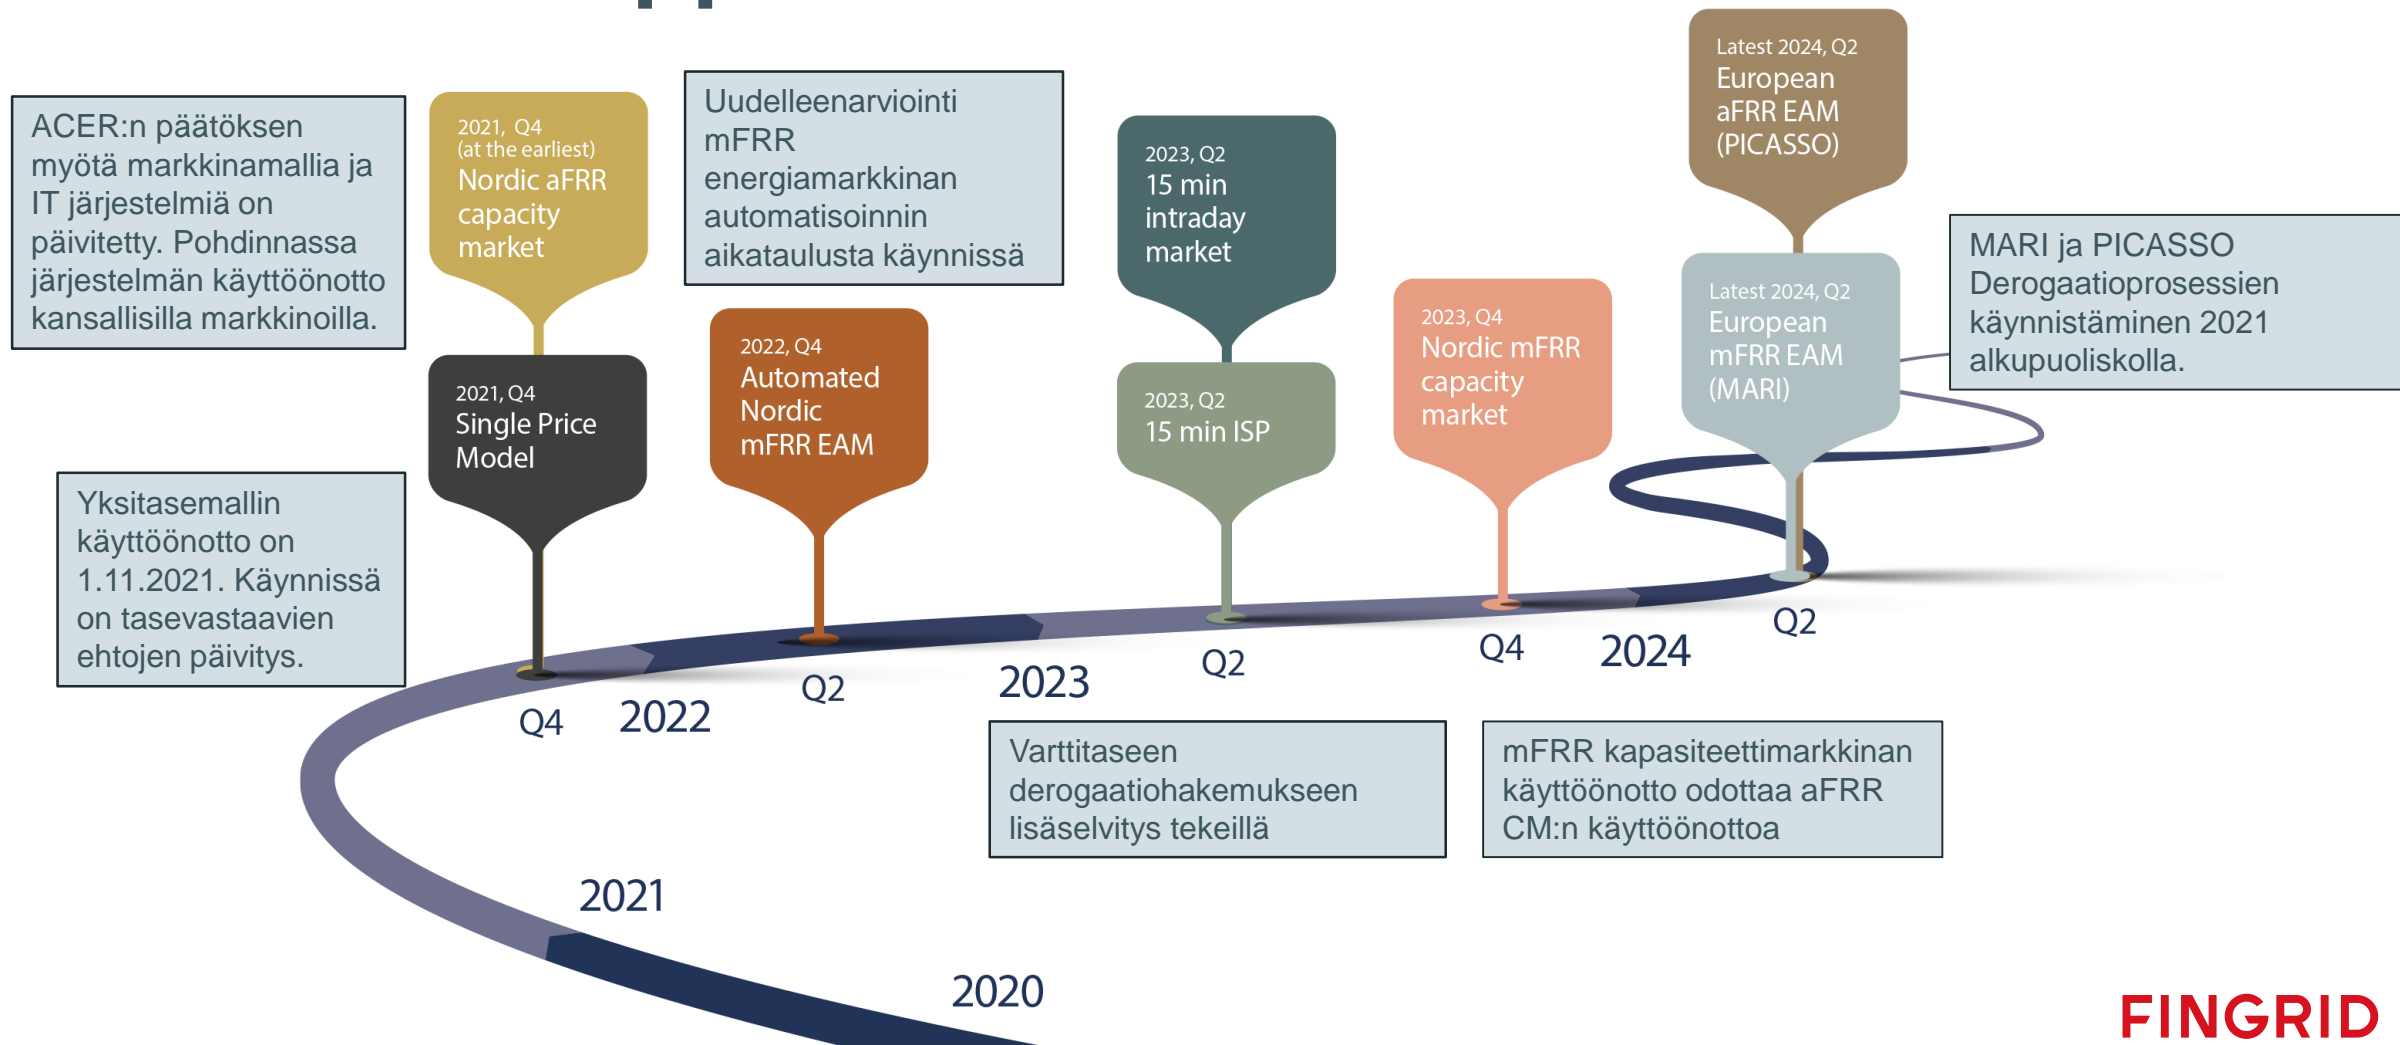 ACER:n päätöksen
myötä markkinamallia ja
IT järjestelmiä on
päivitetty. Pohdinnassa
järjestelmän käyttöönotto
kansallisilla markkinoilla.
2021, Q4
(at the earliest)
Nordic aFRR
capacity
market
Uudelleenarviointi
mFRR
energiamarkkinan
automatisoinnin
aikataulusta käynnissä
2023, Q2
15 min
intraday
market
Latest 2024, Q2
European
aFRR EAM
(PICASSO)
MARI ja PICASSO
Derogaatioprosessien
käynnistäminen 2021
alkupuoliskolla.
2021, Q4
Single Price
Model
2022, Q4
Automated
Nordic
mFRR EAM
2023, Q2
15 min ISP
2023, Q4
Nordic mFRR
capacity
market
Latest 2024, Q2
European
mFRR EAM
(MARI)
Yksitasemallin
käyttöönotto on
1.11.2021. Käynnissä
on tasevastaavien
ehtojen päivitys.
Q4
2022
Q2
2023
Q2
Q4
2024
Q2
Varttitaseen
derogaatiohakemukseen
lisäselvitys tekeillä
mFRR kapasiteettimarkkinan
käyttöönotto odottaa aFRR
CM:n käyttöönottoa
2021
2020
FINGRID